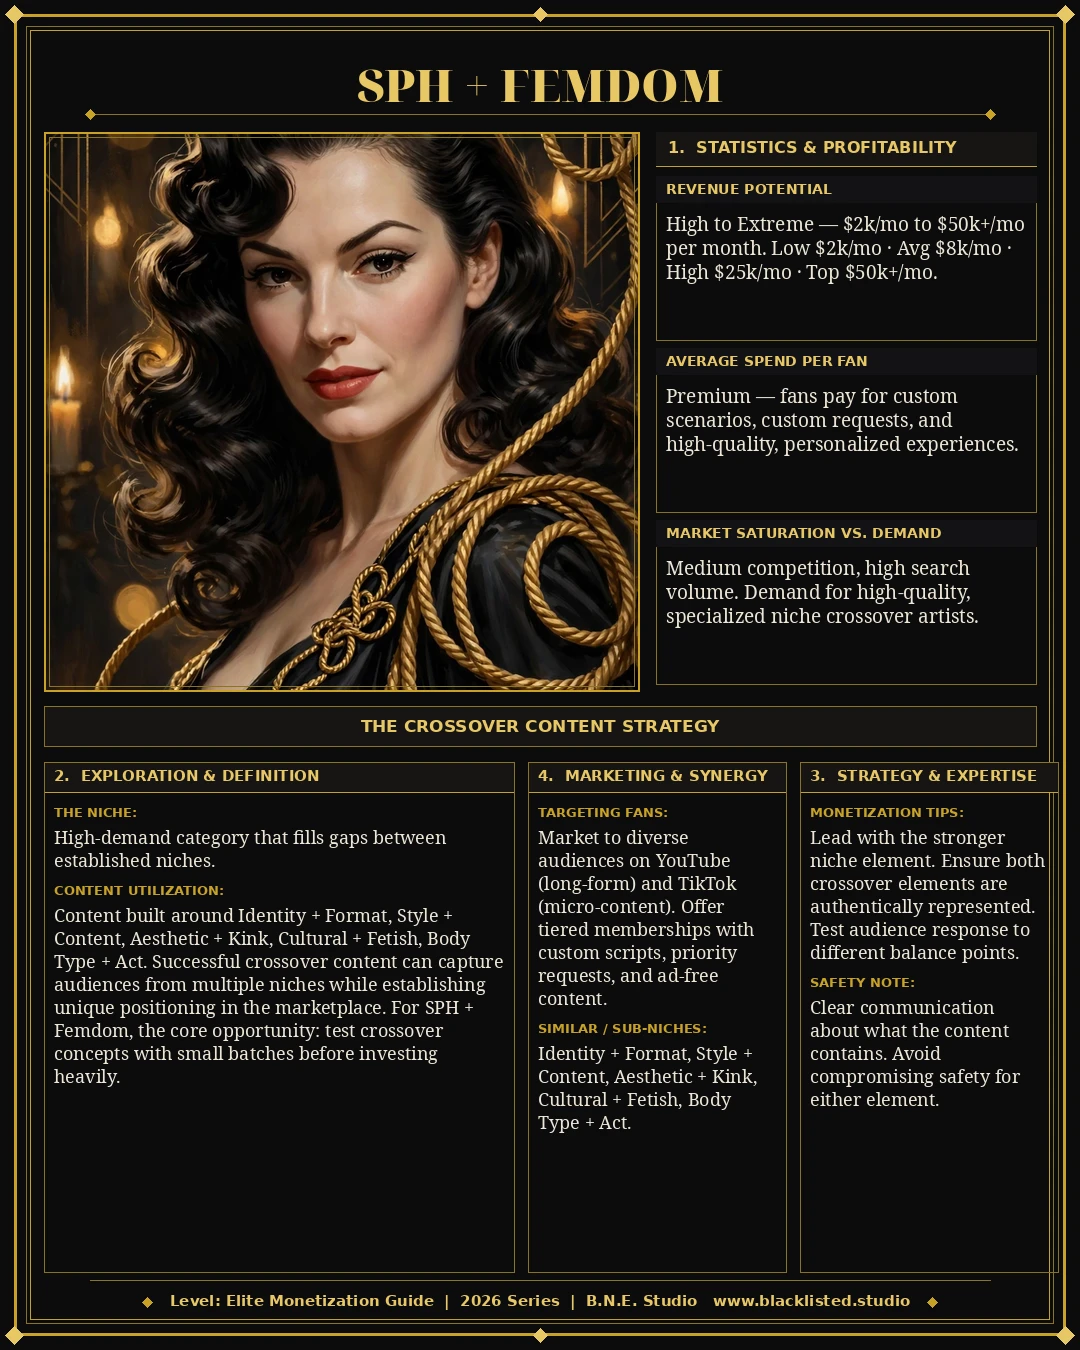 SPH + FEMDOM
1. STATISTICS & PROFITABILITY
REVENUE POTENTIAL
High to Extreme — $2k/mo to $50k+/mo
per month. Low $2k/mo · Avg $8k/mo ·
High $25k/mo · Top $50k+/mo.
AVERAGE SPEND PER FAN
Premium — fans pay for custom
scenarios, custom requests, and
high-quality, personalized experiences.
MARKET SATURATION VS. DEMAND
Medium competition, high search
volume. Demand for high-quality,
specialized niche crossover artists.
THE CROSSOVER CONTENT STRATEGY
2. EXPLORATION & DEFINITION
THE NICHE:
High-demand category that fills gaps between
established niches.
CONTENT UTILIZATION:
Content built around Identity + Format, Style +
Content, Aesthetic + Kink, Cultural + Fetish, Body
Type + Act. Successful crossover content can capture
audiences from multiple niches while establishing
unique positioning in the marketplace. For SPH +
Femdom, the core opportunity: test crossover
concepts with small batches before investing
heavily.
4. MARKETING & SYNERGY
TARGETING FANS:
Market to diverse
audiences on YouTube
(long-form) and TikTok
(micro-content). Offer
tiered memberships with
custom scripts, priority
requests, and ad-free
content.
SIMILAR / SUB-NICHES:
Identity + Format, Style +
Content, Aesthetic + Kink,
Cultural + Fetish, Body
Type + Act.
3. STRATEGY & EXPERTISE
MONETIZATION TIPS:
Lead with the stronger
niche element. Ensure both
crossover elements are
authentically represented.
Test audience response to
different balance points.
SAFETY NOTE:
Clear communication
about what the content
contains. Avoid
compromising safety for
either element.
Level: Elite Monetization Guide | 2026 Series | B.N.E. Studio www.blacklisted.studio